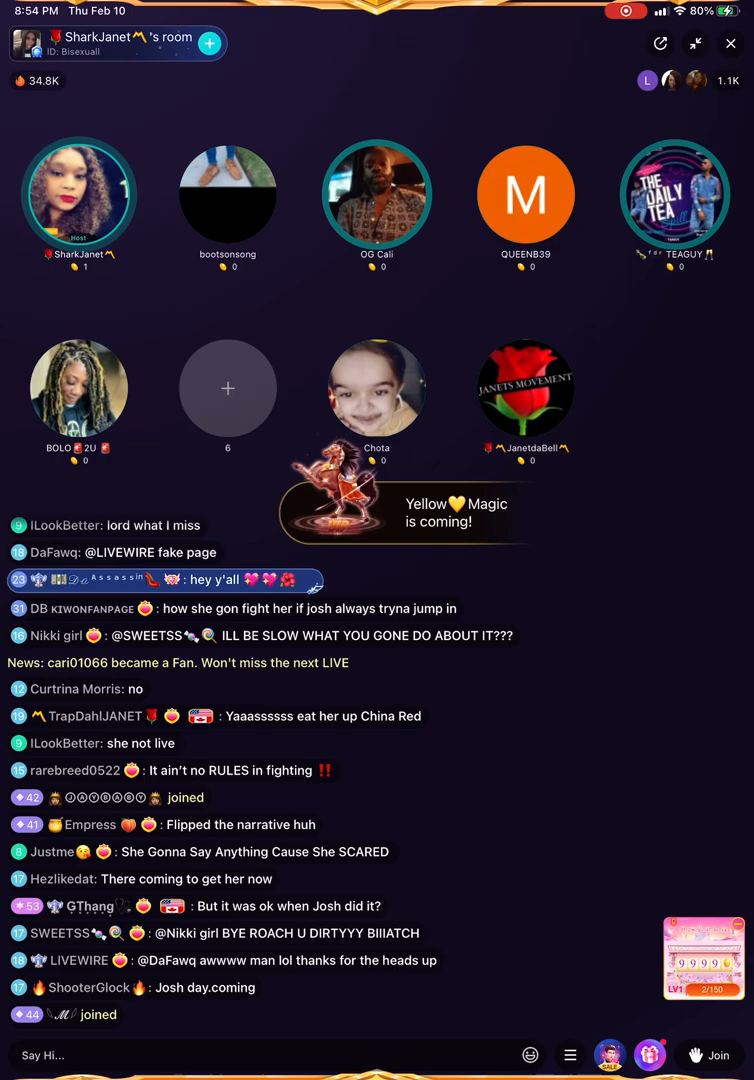 8:54 PM Thu Feb 10
80%
🌹SharkJanet〽️'s room
ID: Bisexuall
🔥 34.8K
L
1.1K
Host
M
THE DAILY TEA
🌹SharkJanet〽️
bootsonsong
OG Cali
QUEENB39
🍾ᶠᵈʳ TEAGUY🥂
1
0
0
0
0
JANETS MOVEMENT
BOLO🚨2U 🚨
6
Chota
🌹〽️JanetdaBell〽️
0
0
0
VIP
Yellow💛Magic
is coming!
9 ILookBetter: lord what I miss
18 DaFawq: @LIVEWIRE fake page
23 💵𝒟𝒶 ᴬˢˢᵃˢˢⁱⁿ👠 : hey y'all 💖💖🌺
31 DB ᴋɪᴡᴏɴꜰᴀɴᴘᴀɢᴇ : how she gon fight her if josh always tryna jump in
16 Nikki girl : @SWEETSS🍬🍭 ILL BE SLOW WHAT YOU GONE DO ABOUT IT???
News: cari01066 became a Fan. Won't miss the next LIVE
12 Curtrina Morris: no
19 〽️TrapDahlJANET🌹 : Yaaassssss eat her up China Red
9 ILookBetter: she not live
15 rarebreed0522 : It ain’t no RULES in fighting ‼️
42 👸🏽ⒿⒶⓎⒷⒶⒷⓎ👸🏽 joined
41 🍯Empress 🍑 : Flipped the narrative huh
8 Justme😘 : She Gonna Say Anything Cause She SCARED
17 Hezlikedat: There coming to get her now
53 G͎T͎h͎a͎n͎g͎🩺 : But it was ok when Josh did it?
17 SWEETSS🍬🍭 : @Nikki girl BYE ROACH U DIRTYYY BIIIATCH
18 LIVEWIRE : @DaFawq awwww man lol thanks for the heads up
17 🔥ShooterGlock🔥: Josh day.coming
44 ℳ joined
9999
LV1 2/150
Say Hi...
SALE
Join